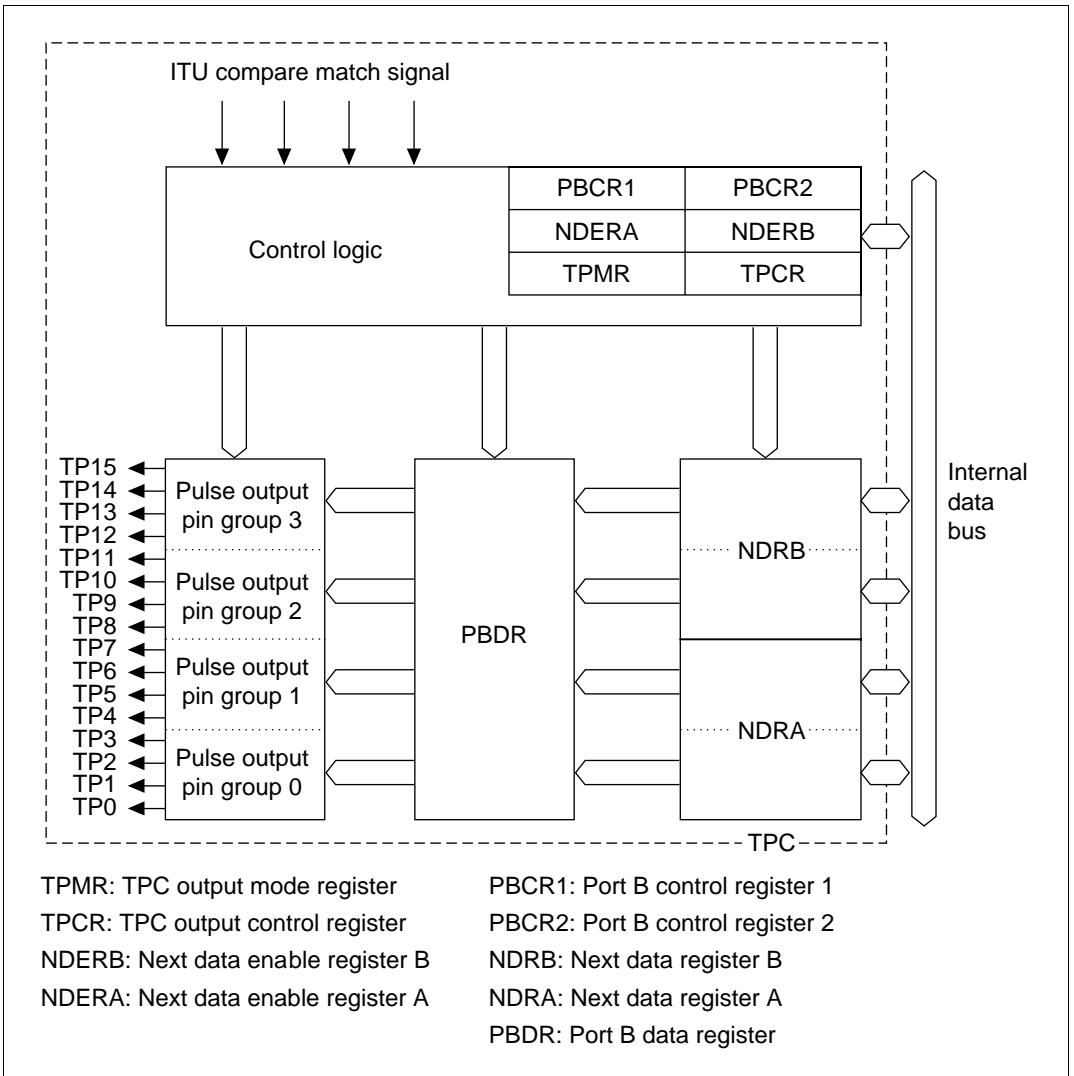 ITU compare match signal
PBCR1 PBCR2
Control logic
NDERA NDERB
TPMR TPCR
TP15
TP14
TP13
TP12
TP11
TP10
TP9
TP8
TP7
TP6
TP5
TP4
TP3
TP2
TP1
TP0
Pulse output
pin group 3
Pulse output
pin group 2
Pulse output
pin group 1
Pulse output
pin group 0
PBDR
NDRB
NDRA
Internal
data
bus
TPC
TPMR: TPC output mode register
TPCR: TPC output control register
NDERB: Next data enable register B
NDERA: Next data enable register A
PBCR1: Port B control register 1
PBCR2: Port B control register 2
NDRB: Next data register B
NDRA: Next data register A
PBDR: Port B data register